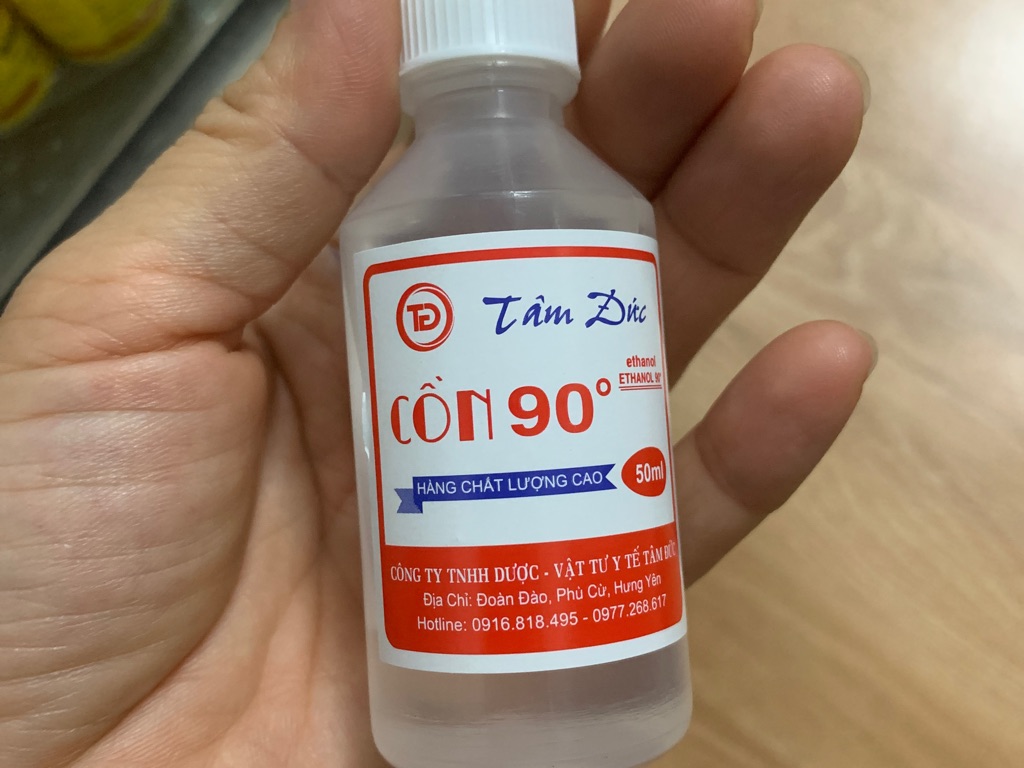 TĐ
Tâm Đức
ethanol
ETHANOL 90°
CỒN 90°
HÀNG CHẤT LƯỢNG CAO
50ml
CÔNG TY TNHH DƯỢC - VẬT TƯ Y TẾ TÂM ĐỨC
Địa Chỉ: Đoàn Đào, Phù Cừ, Hưng Yên
Hotline: 0916.818.495 - 0977.268.617